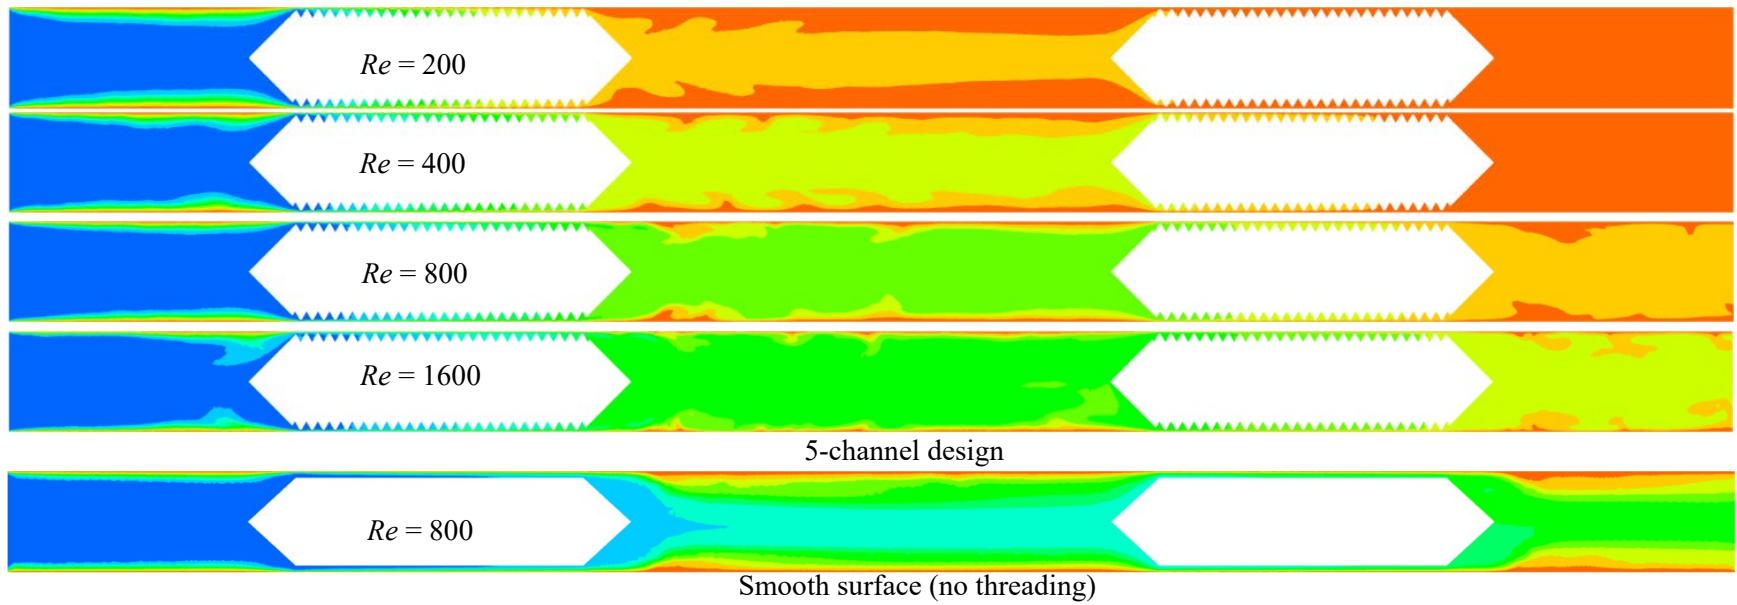 Re = 200
Re = 400
Re = 800
Re = 1600
5-channel design
Re = 800
Smooth surface (no threading)